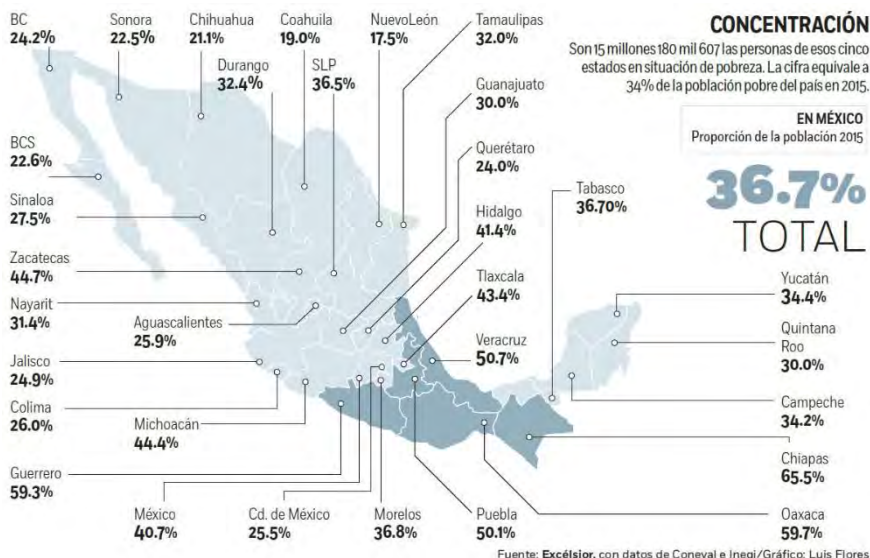 BC
24.2%
Sonora
22.5%
Chihuahua
21.1%
Coahuila
19.0%
NuevoLeón
17.5%
Tamaulipas
32.0%
CONCENTRACIÓN
Son 15 millones 180 mil 607 las personas de esos cinco
estados en situación de pobreza. La cifra equivale a
34% de la población pobre del país en 2015.
EN MÉXICO
Proporción de la población 2015
36.7%
TOTAL
Durango
32.4%
SLP
36.5%
Guanajuato
30.0%
Querétaro
24.0%
Hidalgo
41.4%
Tlaxcala
43.4%
Veracruz
50.7%
Tabasco
36.70%
BCS
22.6%
Sinaloa
27.5%
Zacatecas
44.7%
Nayarit
31.4%
Aguascalientes
25.9%
Jalisco
24.9%
Colima
26.0%
Michoacán
44.4%
Guerrero
59.3%
México
40.7%
Cd. de México
25.5%
Morelos
36.8%
Puebla
50.1%
Yucatán
34.4%
Quintana
Roo
30.0%
Campeche
34.2%
Chiapas
65.5%
Oaxaca
59.7%
Fuente: Excélsior, con datos de Coneval e Inegi/Gráfico: Luis Flores